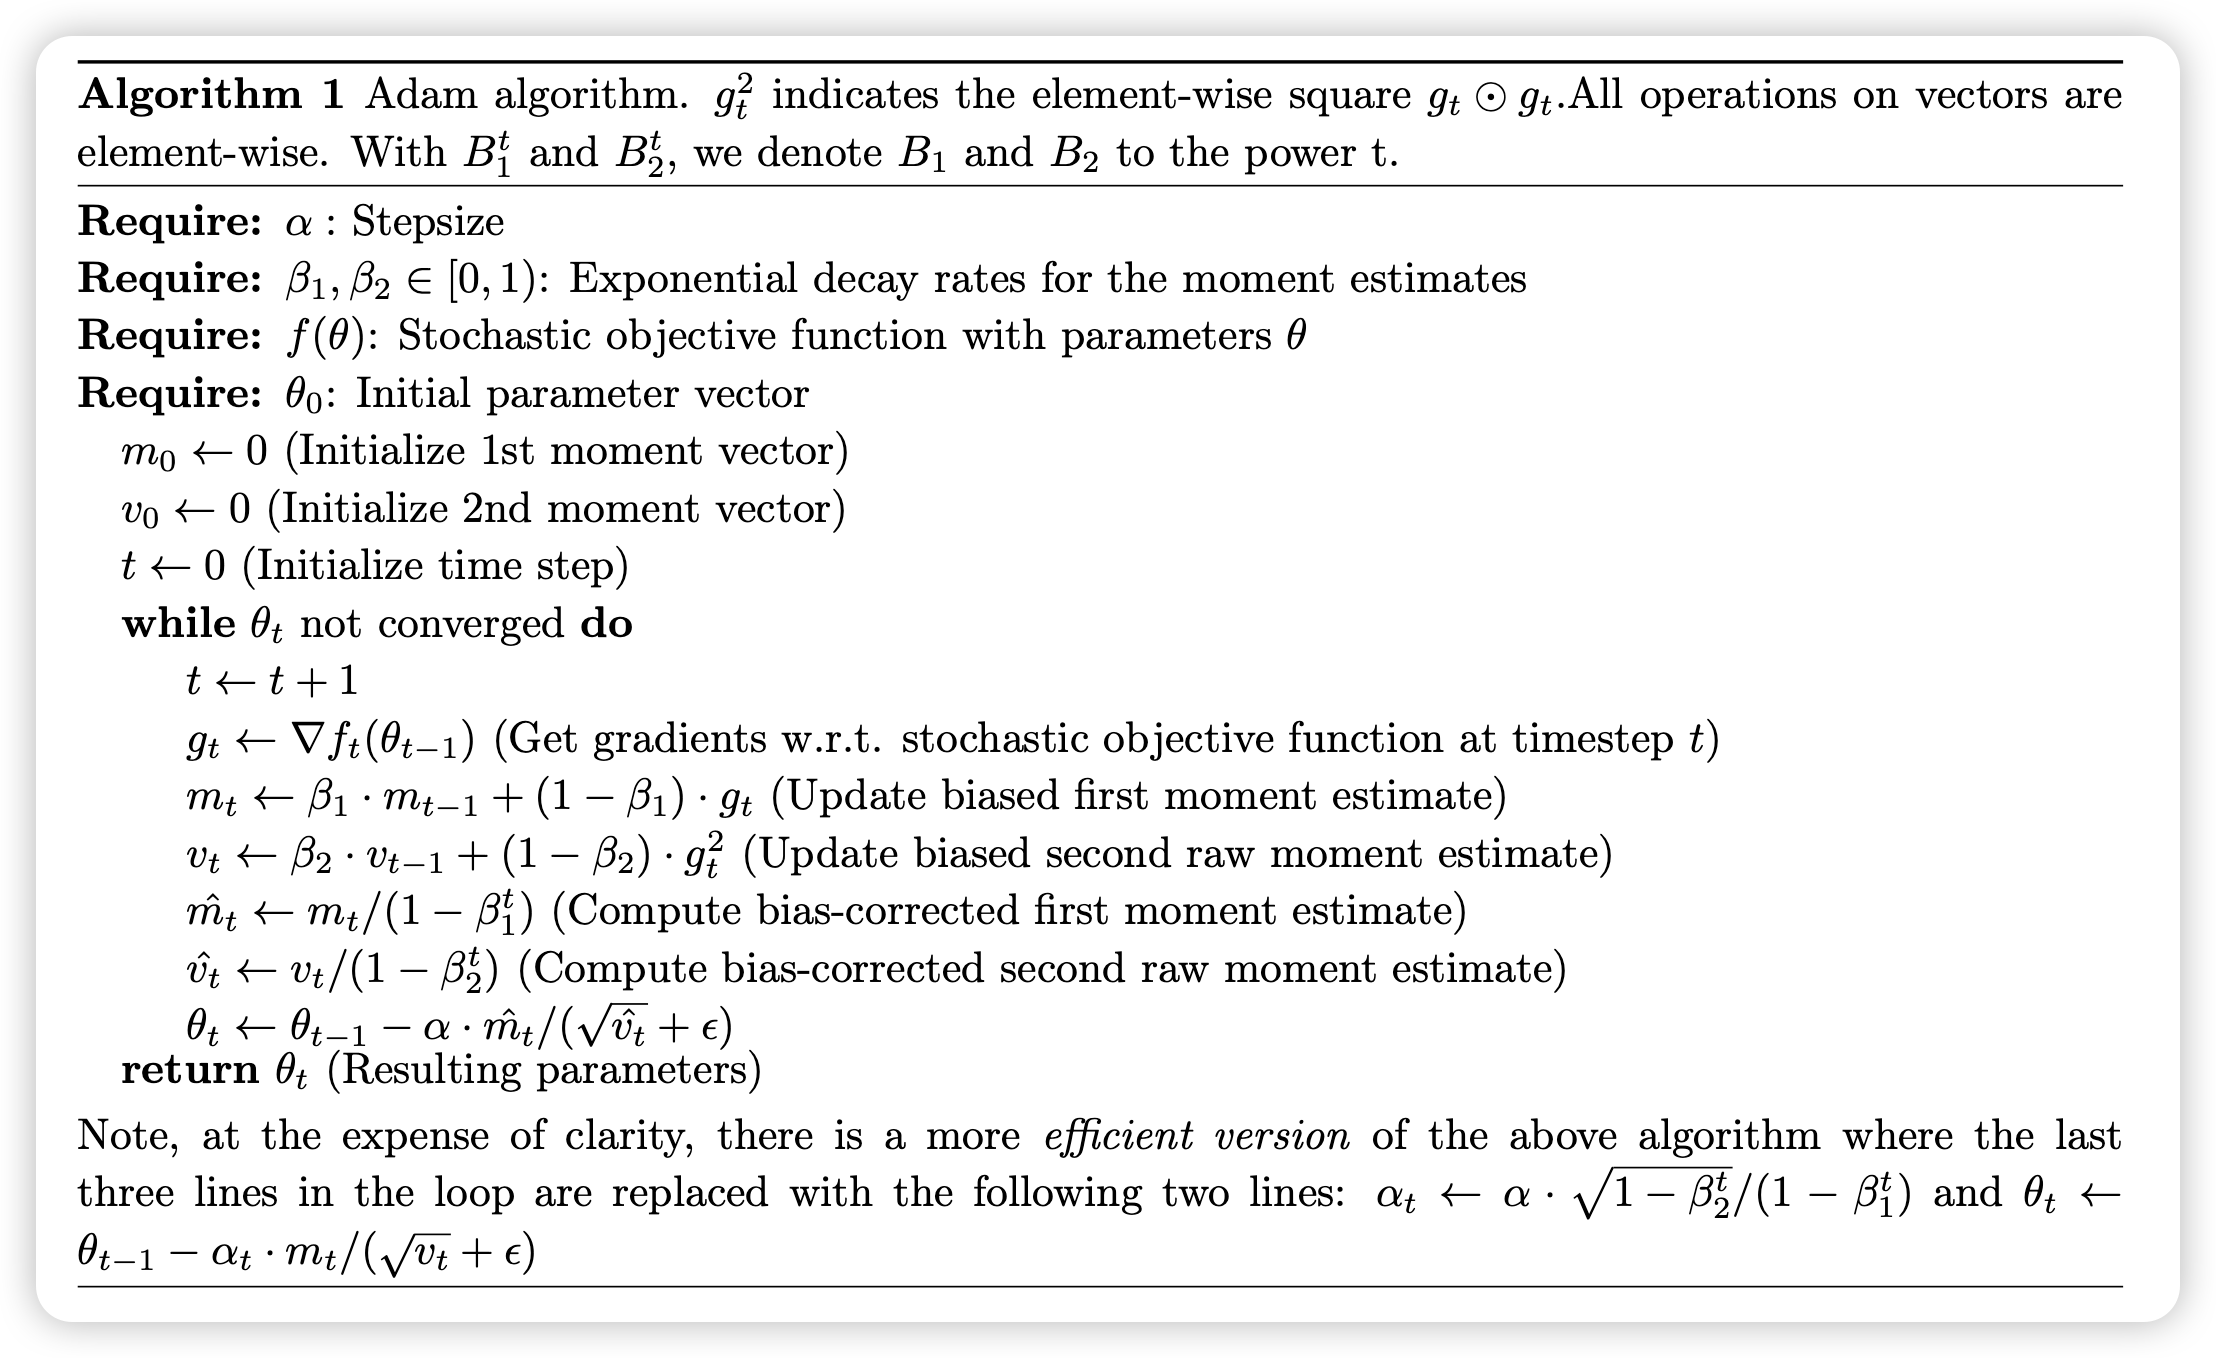 Algorithm 1 Adam algorithm. $g_t^2$ indicates the element-wise square $g_t \odot g_t$.All operations on vectors are
element-wise. With $B_1^t$ and $B_2^t$, we denote $B_1$ and $B_2$ to the power t.
Require: $\alpha$ : Stepsize
Require: $\beta_1, \beta_2 \in [0, 1)$: Exponential decay rates for the moment estimates
Require: $f(\theta)$: Stochastic objective function with parameters $\theta$
Require: $\theta_0$: Initial parameter vector
$m_0 \leftarrow 0$ (Initialize 1st moment vector)
$v_0 \leftarrow 0$ (Initialize 2nd moment vector)
$t \leftarrow 0$ (Initialize time step)
while $\theta_t$ not converged do
$t \leftarrow t + 1$
$g_t \leftarrow \nabla f_t(\theta_{t-1})$ (Get gradients w.r.t. stochastic objective function at timestep $t$)
$m_t \leftarrow \beta_1 \cdot m_{t-1} + (1 - \beta_1) \cdot g_t$ (Update biased first moment estimate)
$v_t \leftarrow \beta_2 \cdot v_{t-1} + (1 - \beta_2) \cdot g_t^2$ (Update biased second raw moment estimate)
$\hat{m_t} \leftarrow m_t/(1 - \beta_1^t)$ (Compute bias-corrected first moment estimate)
$\hat{v_t} \leftarrow v_t/(1 - \beta_2^t)$ (Compute bias-corrected second raw moment estimate)
$\theta_t \leftarrow \theta_{t-1} - \alpha \cdot \hat{m_t}/(\sqrt{\hat{v_t}} + \epsilon)$
return $\theta_t$ (Resulting parameters)
Note, at the expense of clarity, there is a more efficient version of the above algorithm where the last
three lines in the loop are replaced with the following two lines: $\alpha_t \leftarrow \alpha \cdot \sqrt{1 - \beta_2^t}/(1 - \beta_1^t)$ and $\theta_t \leftarrow$
$\theta_{t-1} - \alpha_t \cdot m_t/(\sqrt{v_t} + \epsilon)$